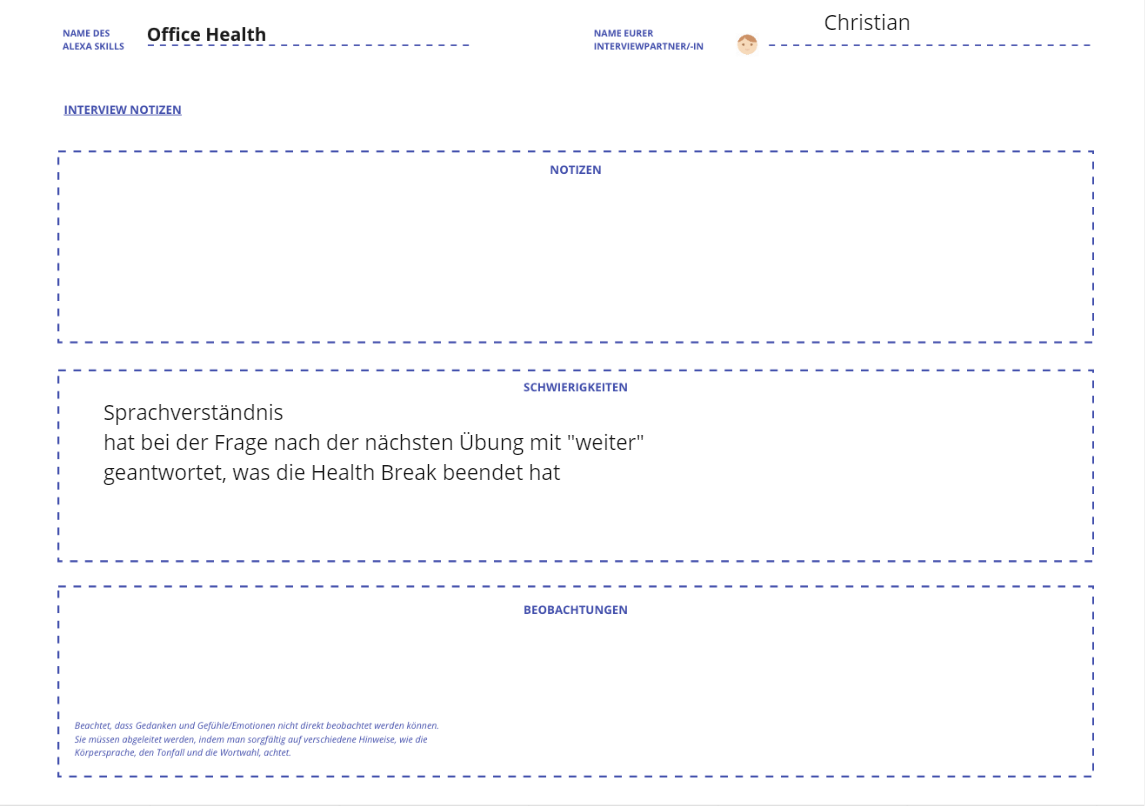 NAME DES
ALEXA SKILLS
Office Health
NAME EURER
INTERVIEWPARTNER/-IN
Christian
INTERVIEW NOTIZEN
NOTIZEN
SCHWIERIGKEITEN
Sprachverständnis
hat bei der Frage nach der nächsten Übung mit "weiter"
geantwortet, was die Health Break beendet hat
BEOBACHTUNGEN
Beachtet, dass Gedanken und Gefühle/Emotionen nicht direkt beobachtet werden können.
Sie müssen abgeleitet werden, indem man sorgfältig auf verschiedene Hinweise, wie die
Körpersprache, den Tonfall und die Wortwahl, achtet.